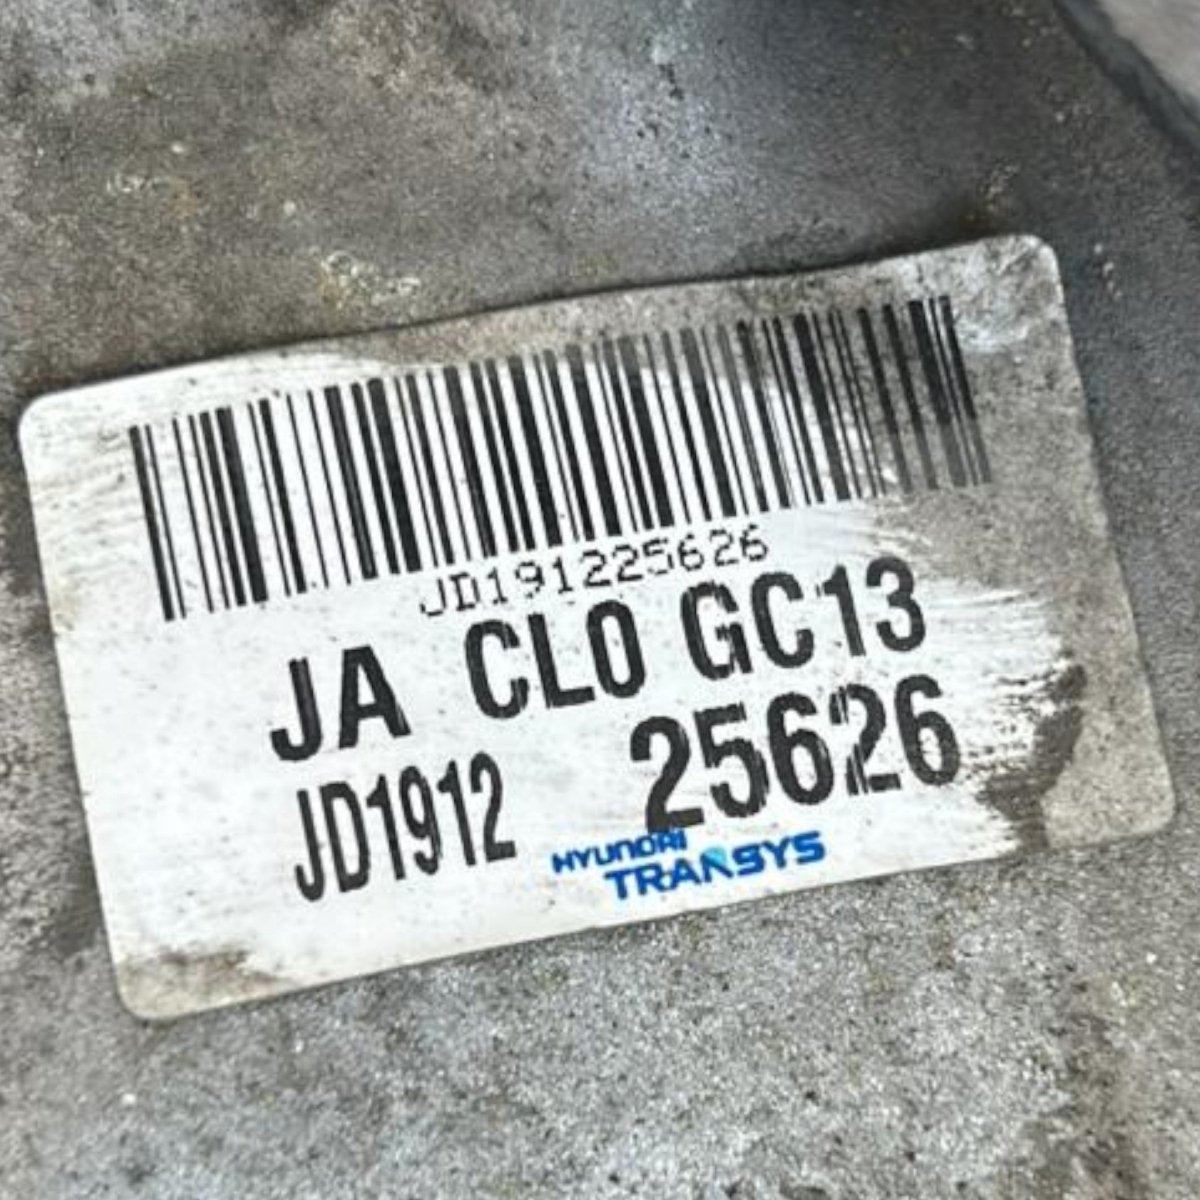 JD191225626
JA CL0 GC13
JD1912 25626
HYUNDAI
TRANSYS